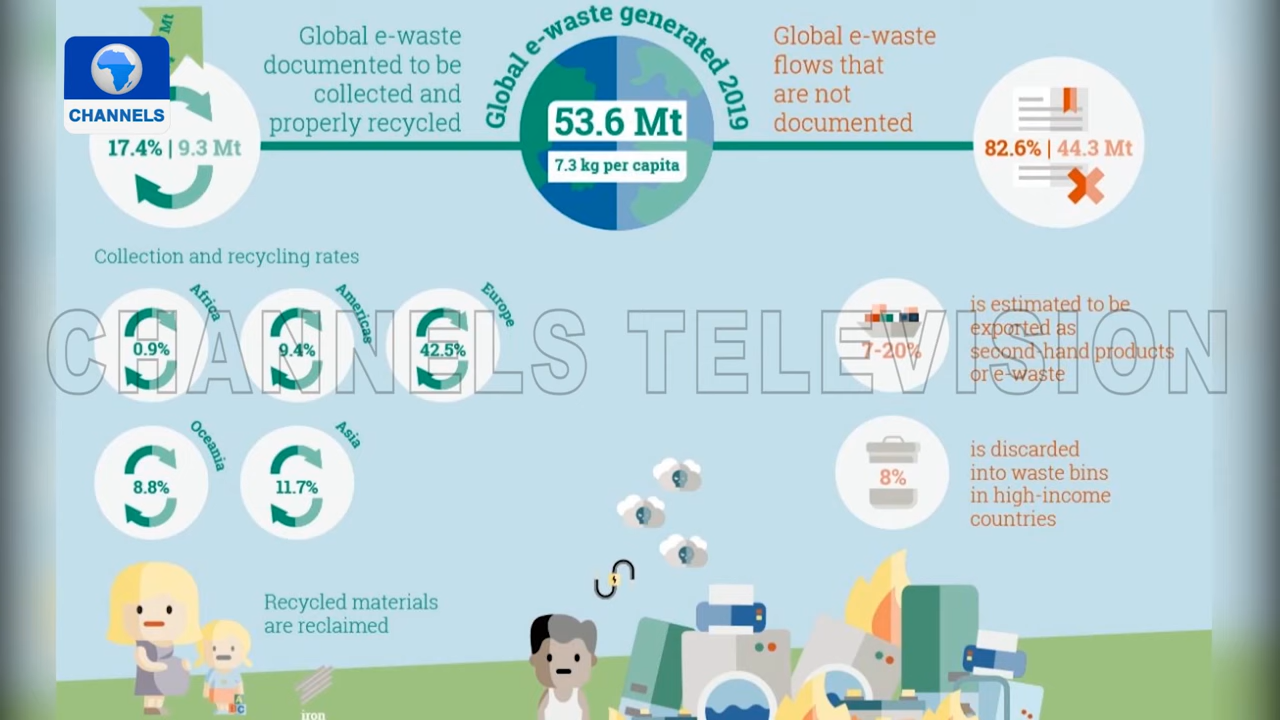 Mt
CHANNELS
Global e-waste
documented to be
collected and
properly recycled
17.4% | 9.3 Mt
Global e-waste generated 2019
53.6 Mt
7.3 kg per capita
Global e-waste
flows that
are not
documented
82.6% | 44.3 Mt
Collection and recycling rates
Africa
0.9%
Americas
9.4%
Europe
42.5%
Oceania
8.8%
Asia
11.7%
CHANNELS TELEVISION
7-20%
is estimated to be
exported as
second-hand products
or e-waste
8%
is discarded
into waste bins
in high-income
countries
Recycled materials
are reclaimed
iron